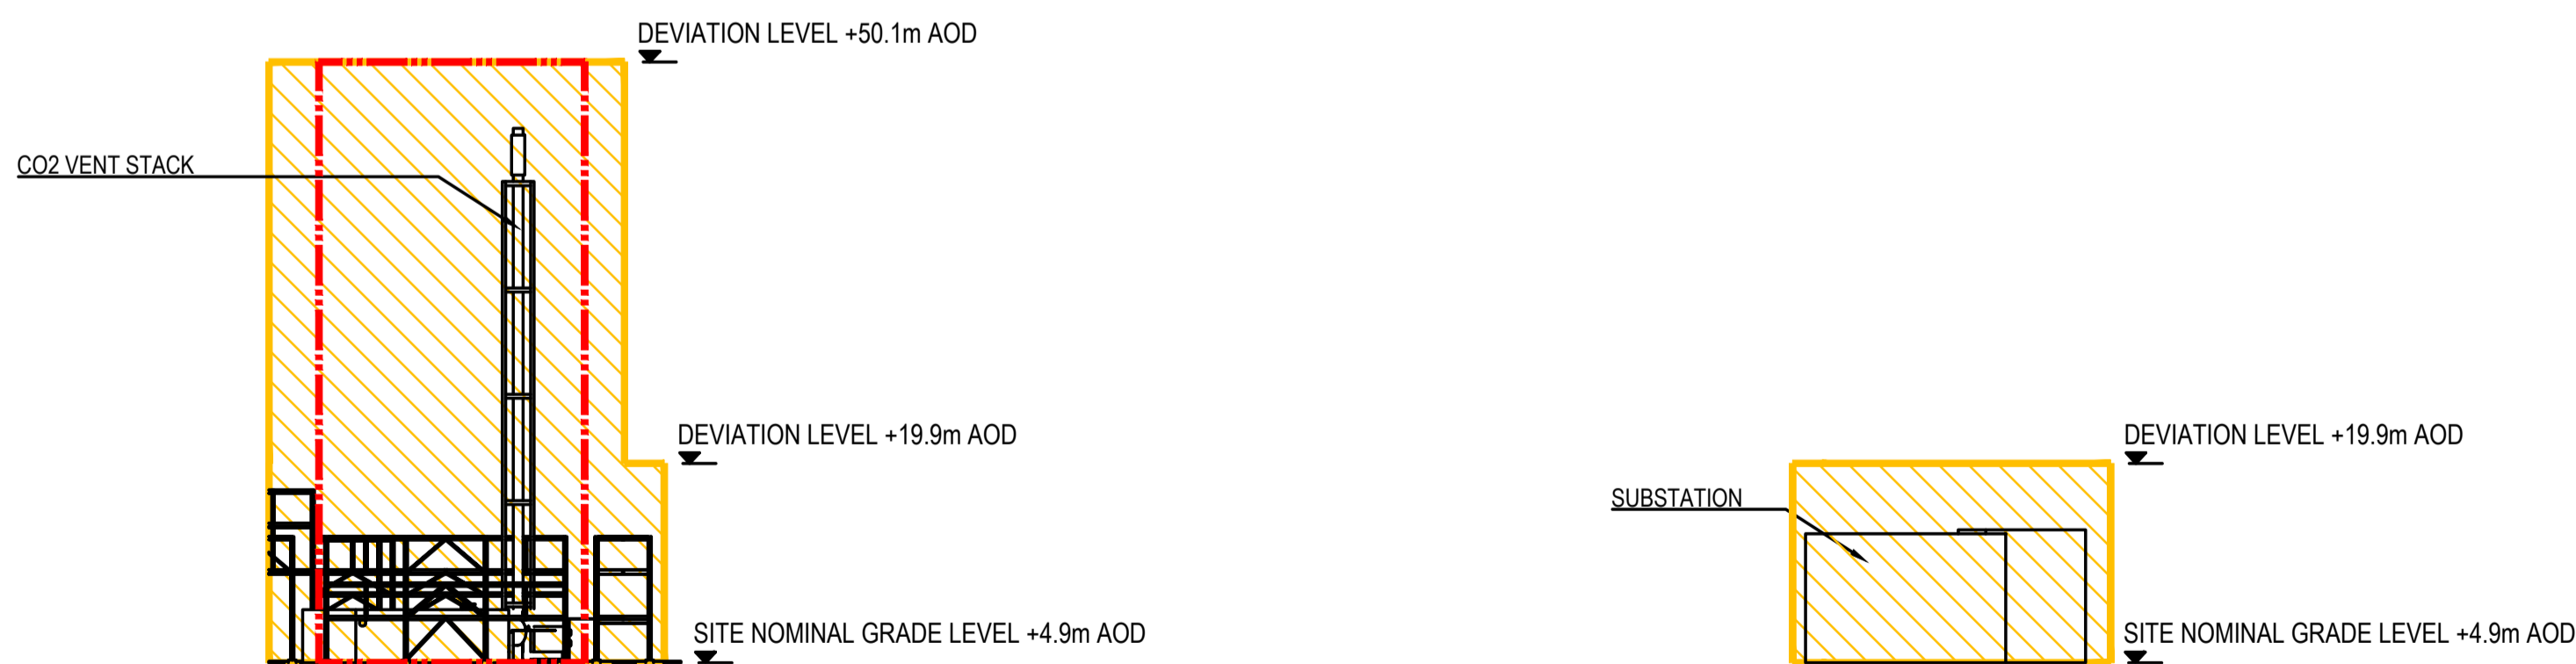 DEVIATION LEVEL +50.1m AOD
CO2 VENT STACK
DEVIATION LEVEL +19.9m AOD
SITE NOMINAL GRADE LEVEL +4.9m AOD
DEVIATION LEVEL +19.9m AOD
SUBSTATION
SITE NOMINAL GRADE LEVEL +4.9m AOD